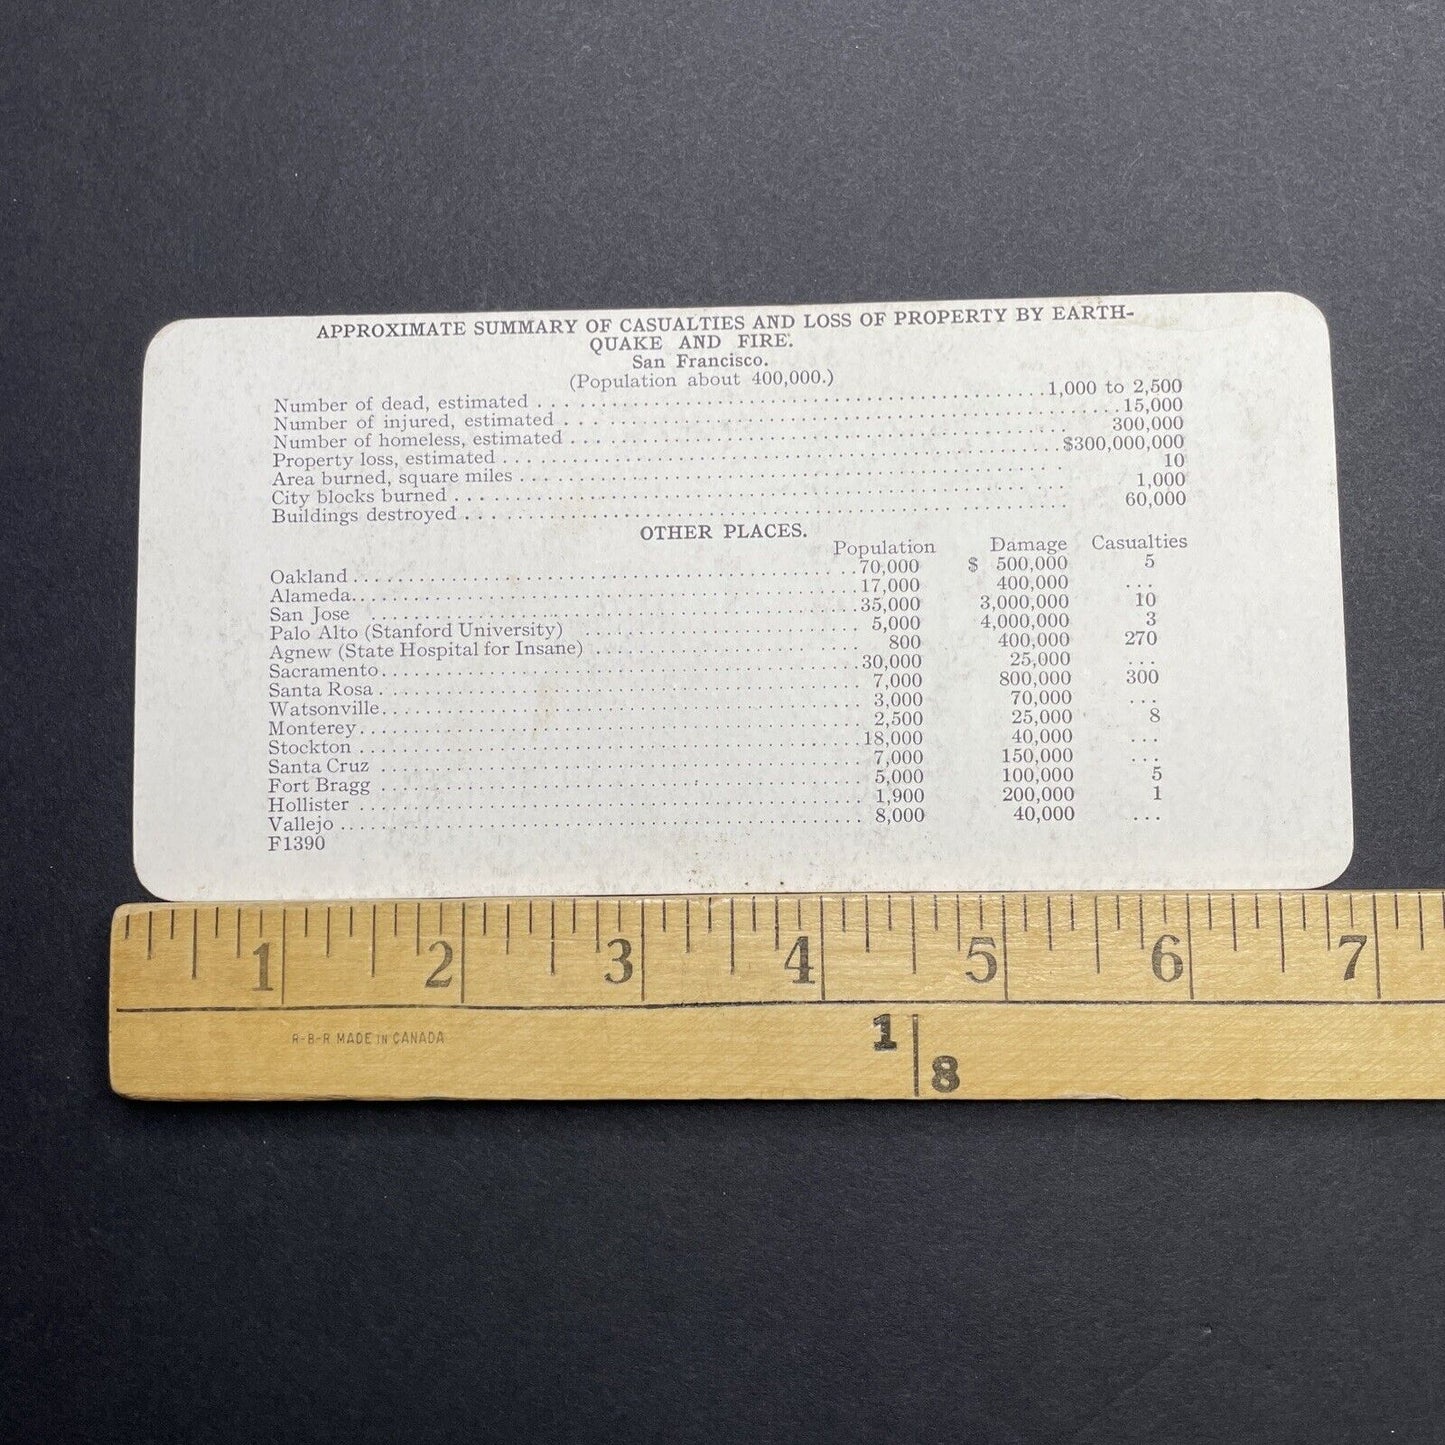 APPROXIMATE SUMMARY OF CASUALTIES AND LOSS OF PROPERTY BY EARTH-
QUAKE AND FIRE.
San Francisco.
(Population about 400,000.)
Number of dead, estimated . . . . . . . . . . 1,000 to 2,500
Number of injured, estimated . . . . . . . . . . 15,000
Number of homeless, estimated . . . . . . . . . . 300,000
Property loss, estimated . . . . . . . . . . $300,000,000
Area burned, square miles . . . . . . . . . . 10
City blocks burned . . . . . . . . . . 1,000
Buildings destroyed . . . . . . . . . . 60,000
OTHER PLACES.
Population Damage Casualties
Oakland . . . . . . . . . . 70,000 $ 500,000 5
Alameda . . . . . . . . . . 17,000 400,000 . . .
San Jose . . . . . . . . . . 35,000 3,000,000 10
Palo Alto (Stanford University) . . . . . . . . . . 5,000 4,000,000 3
Agnew (State Hospital for Insane) . . . . . . . . . . 800 400,000 270
Sacramento . . . . . . . . . . 30,000 25,000 . . .
Santa Rosa . . . . . . . . . . 7,000 800,000 300
Watsonville . . . . . . . . . . 3,000 70,000 . . .
Monterey . . . . . . . . . . 2,500 25,000 8
Stockton . . . . . . . . . . 18,000 40,000 . . .
Santa Cruz . . . . . . . . . . 7,000 150,000 . . .
Fort Bragg . . . . . . . . . . 5,000 100,000 5
Hollister . . . . . . . . . . 1,900 200,000 1
Vallejo . . . . . . . . . . 8,000 40,000 . . .
F1390
1 2 3 4 5 6 7
R-B-R MADE IN CANADA
1 8